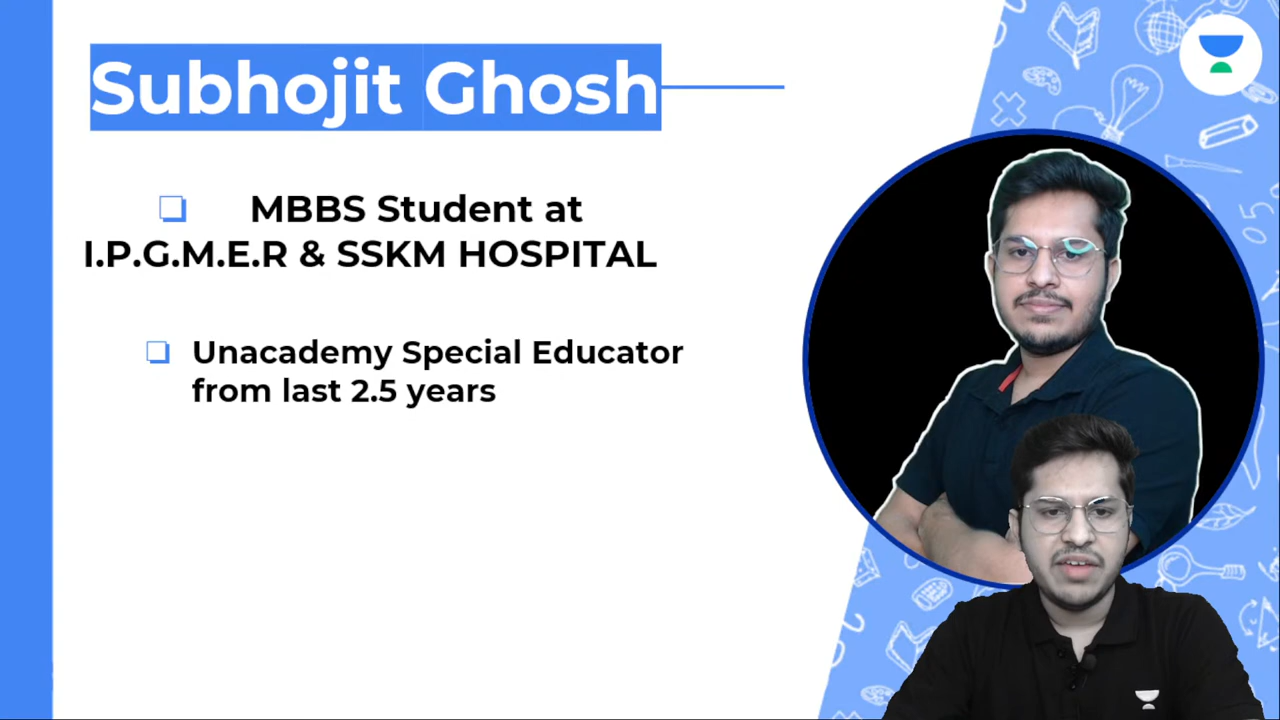 Subhojit Ghosh
❏ MBBS Student at
I.P.G.M.E.R & SSKM HOSPITAL
❏ Unacademy Special Educator
from last 2.5 years